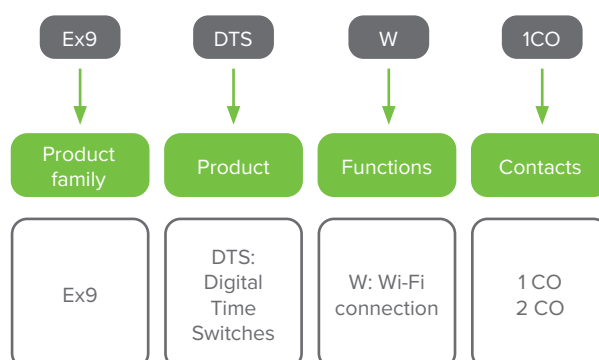 Ex9
DTS
W
1CO
Product
family
Product
Functions
Contacts
Ex9
DTS:
Digital
Time
Switches
W: Wi-Fi
connection
1 CO
2 CO